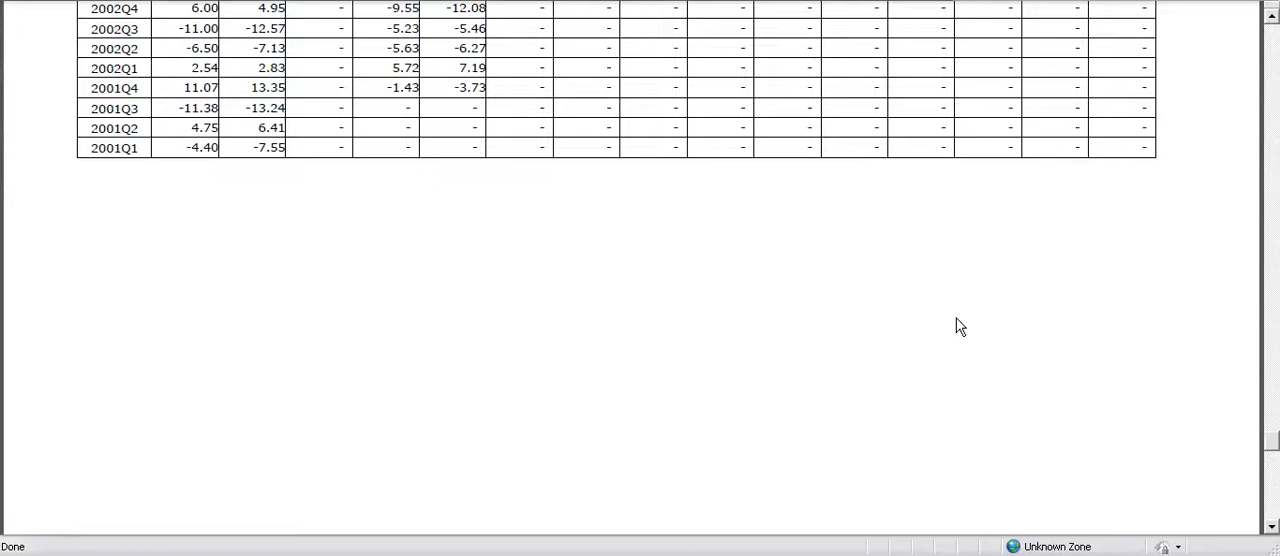 2002Q4 6.00 4.95 - -9.55 -12.08 - - - - - - - - - -
2002Q3 -11.00 -12.57 - -5.23 -5.46 - - - - - - - - - -
2002Q2 -6.50 -7.13 - -5.63 -6.27 - - - - - - - - - -
2002Q1 2.54 2.83 - 5.72 7.19 - - - - - - - - - -
2001Q4 11.07 13.35 - -1.43 -3.73 - - - - - - - - - -
2001Q3 -11.38 -13.24 - - - - - - - - - - - - -
2001Q2 4.75 6.41 - - - - - - - - - - - - -
2001Q1 -4.40 -7.55 - - - - - - - - - - - - -
Done Unknown Zone